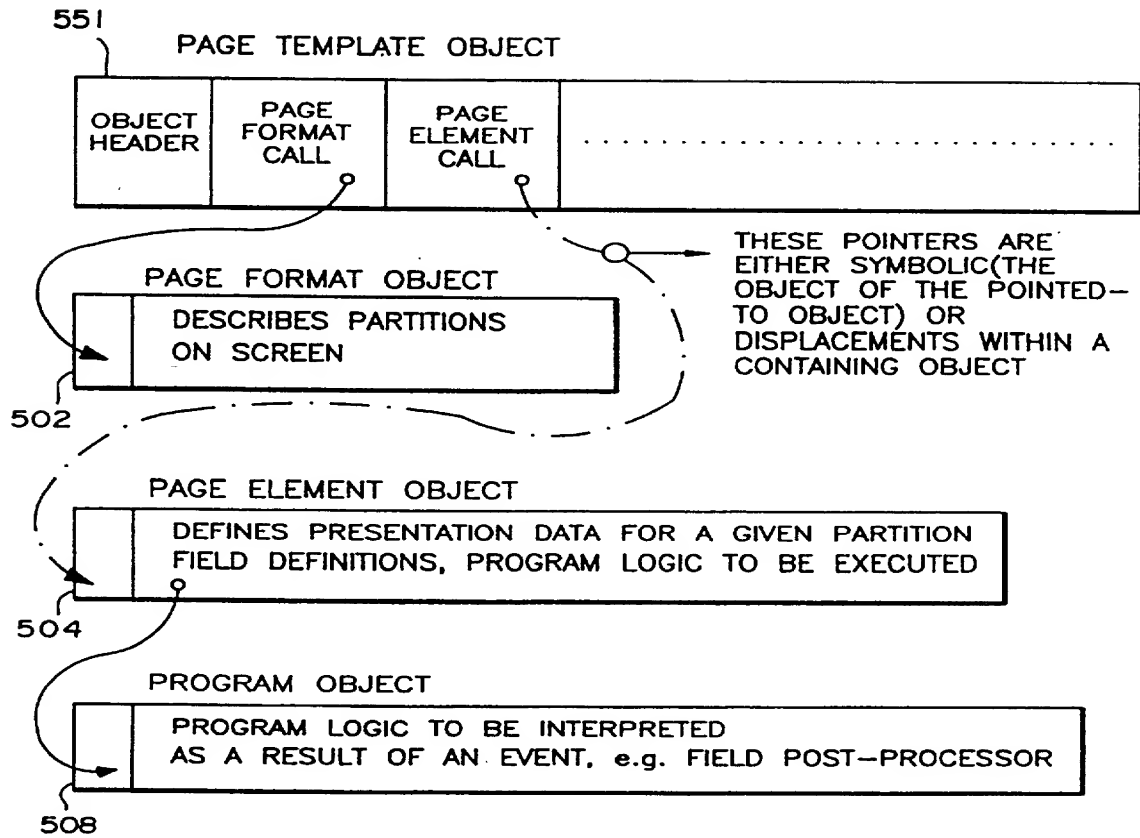 551
PAGE TEMPLATE OBJECT
OBJECT
HEADER
PAGE
FORMAT
CALL
PAGE
ELEMENT
CALL
THESE POINTERS ARE
EITHER SYMBOLIC(THE
OBJECT OF THE POINTED-
TO OBJECT) OR
DISPLACEMENTS WITHIN A
CONTAINING OBJECT
PAGE FORMAT OBJECT
DESCRIBES PARTITIONS
ON SCREEN
502
PAGE ELEMENT OBJECT
DEFINES PRESENTATION DATA FOR A GIVEN PARTITION
FIELD DEFINITIONS, PROGRAM LOGIC TO BE EXECUTED
504
PROGRAM OBJECT
PROGRAM LOGIC TO BE INTERPRETED
AS A RESULT OF AN EVENT, e.g. FIELD POST-PROCESSOR
508